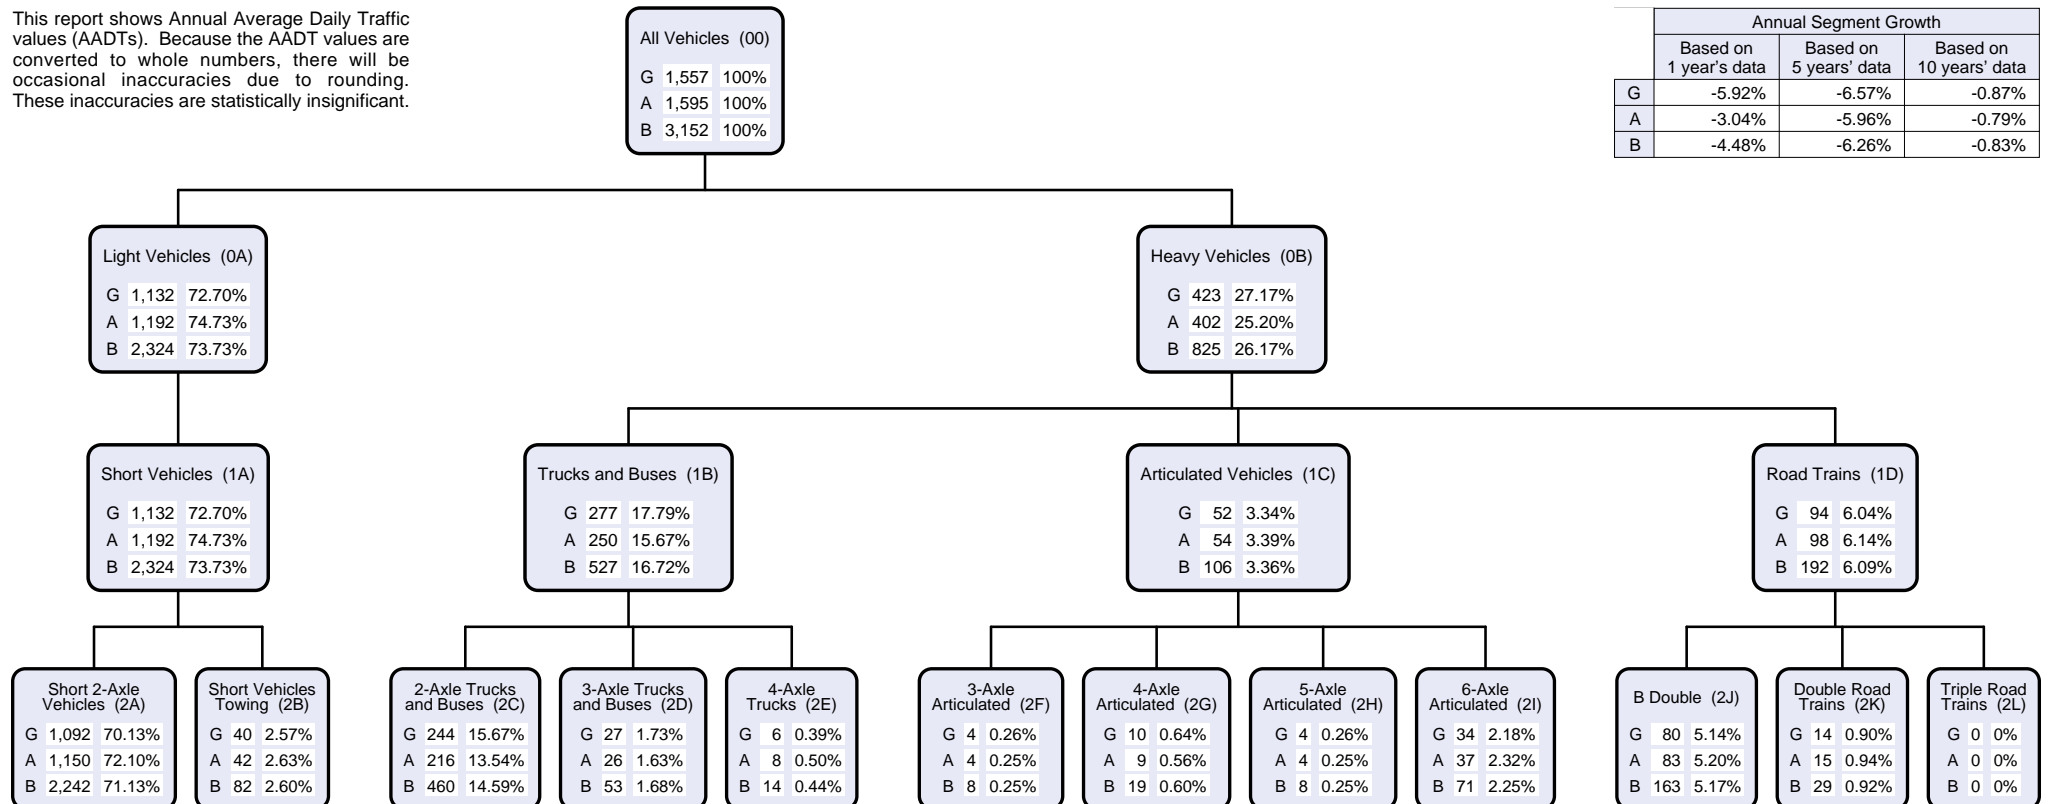 This report shows Annual Average Daily Traffic
values (AADTs). Because the AADT values are
converted to whole numbers, there will be
occasional inaccuracies due to rounding.
These inaccuracies are statistically insignificant.
All Vehicles (00)
G 1,557 100%
A 1,595 100%
B 3,152 100%
Annual Segment Growth
Based on 1 year's data Based on 5 years' data Based on 10 years' data
G -5.92% -6.57% -0.87%
A -3.04% -5.96% -0.79%
B -4.48% -6.26% -0.83%
Light Vehicles (0A)
G 1,132 72.70%
A 1,192 74.73%
B 2,324 73.73%
Heavy Vehicles (0B)
G 423 27.17%
A 402 25.20%
B 825 26.17%
Short Vehicles (1A)
G 1,132 72.70%
A 1,192 74.73%
B 2,324 73.73%
Trucks and Buses (1B)
G 277 17.79%
A 250 15.67%
B 527 16.72%
Articulated Vehicles (1C)
G 52 3.34%
A 54 3.39%
B 106 3.36%
Road Trains (1D)
G 94 6.04%
A 98 6.14%
B 192 6.09%
Short 2-Axle
Vehicles (2A)
G 1,092 70.13%
A 1,150 72.10%
B 2,242 71.13%
Short Vehicles
Towing (2B)
G 40 2.57%
A 42 2.63%
B 82 2.60%
2-Axle Trucks
and Buses (2C)
G 244 15.67%
A 216 13.54%
B 460 14.59%
3-Axle Trucks
and Buses (2D)
G 27 1.73%
A 26 1.63%
B 53 1.68%
4-Axle
Trucks (2E)
G 6 0.39%
A 8 0.50%
B 14 0.44%
3-Axle
Articulated (2F)
G 4 0.26%
A 4 0.25%
B 8 0.25%
4-Axle
Articulated (2G)
G 10 0.64%
A 9 0.56%
B 19 0.60%
5-Axle
Articulated (2H)
G 4 0.26%
A 4 0.25%
B 8 0.25%
6-Axle
Articulated (2I)
G 34 2.18%
A 37 2.32%
B 71 2.25%
B Double (2J)
G 80 5.14%
A 83 5.20%
B 163 5.17%
Double Road
Trains (2K)
G 14 0.90%
A 15 0.94%
B 29 0.92%
Triple Road
Trains (2L)
G 0 0%
A 0 0%
B 0 0%